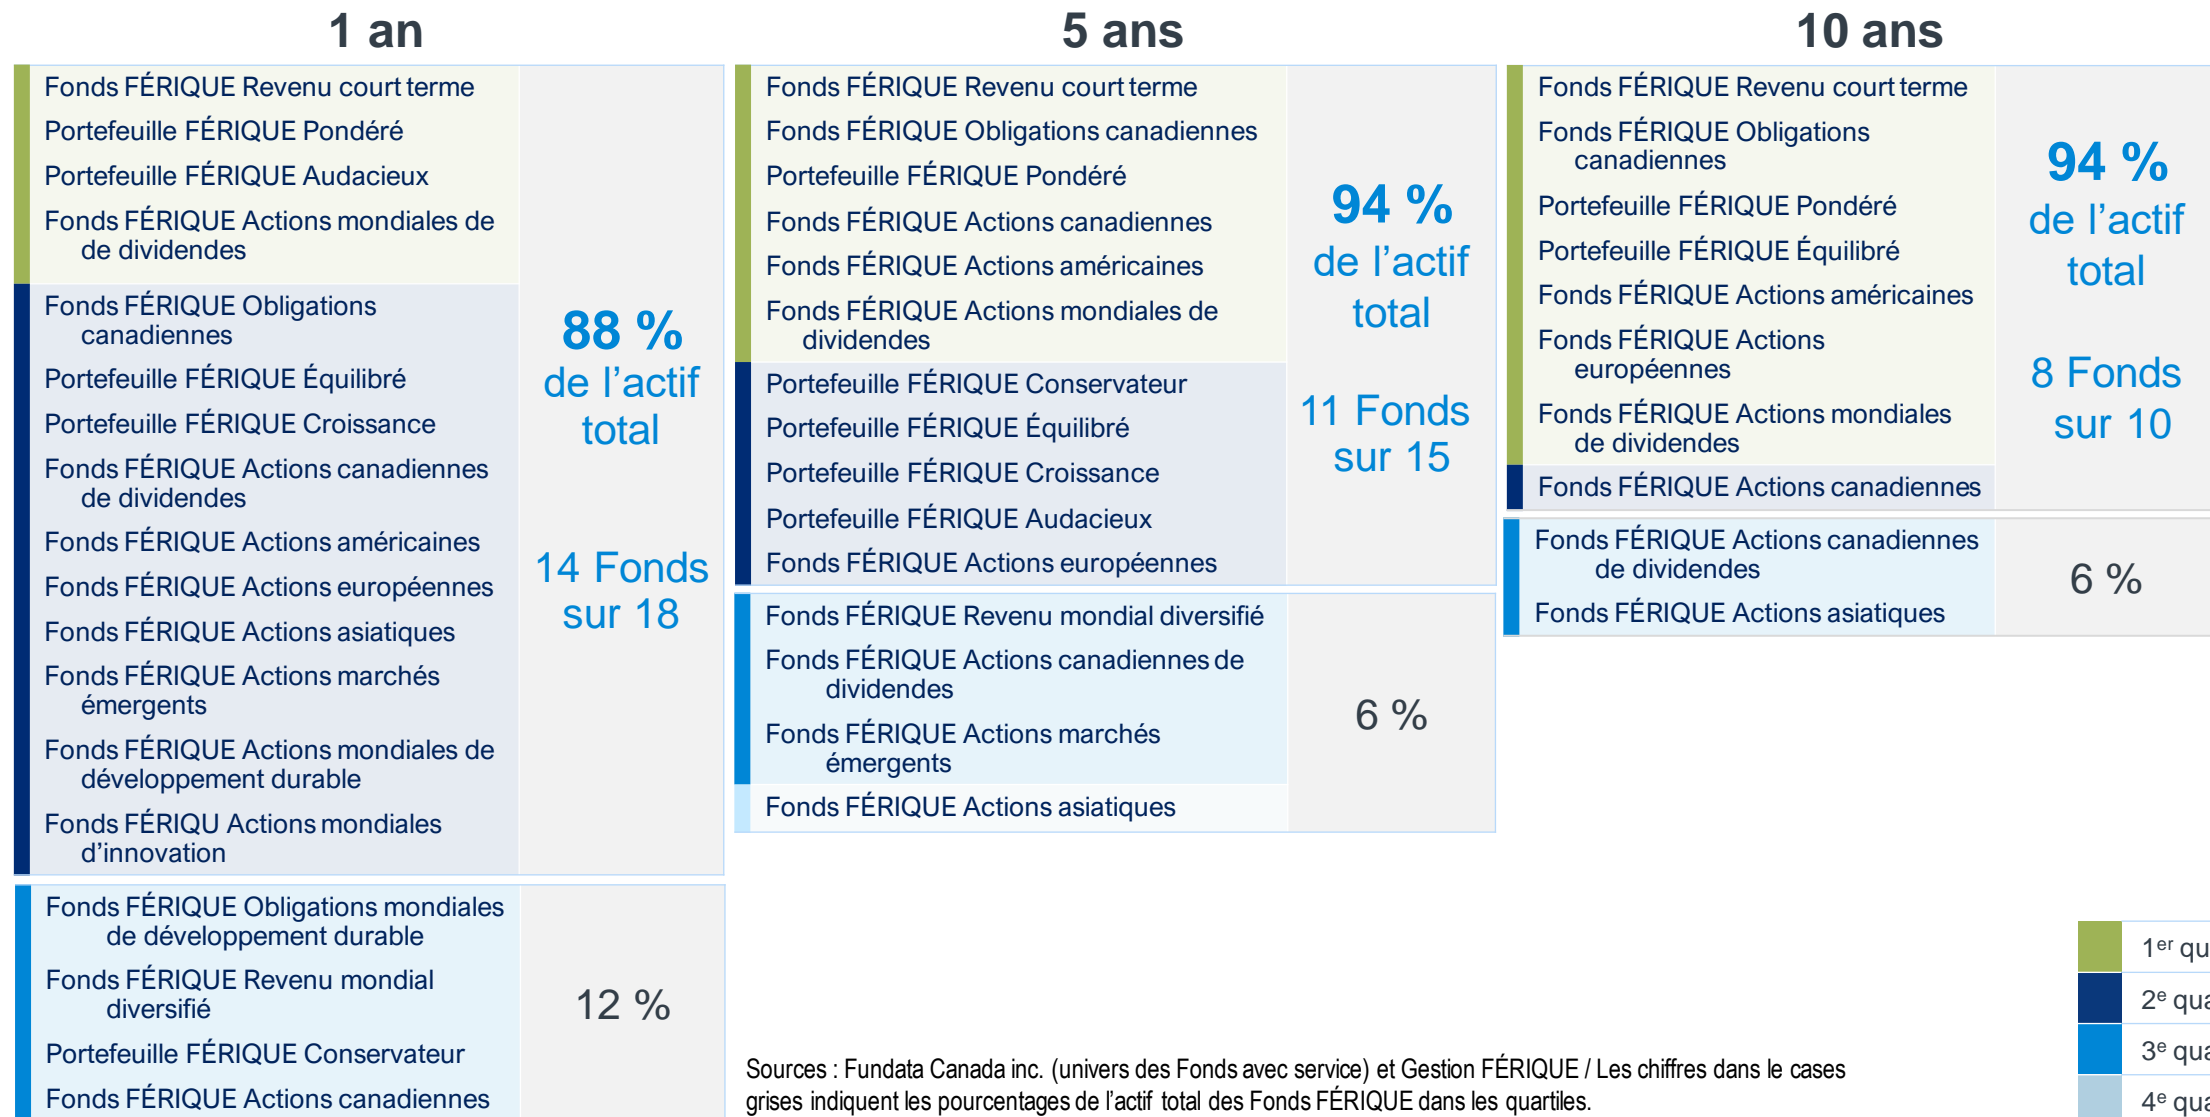 1 an
Fonds FÉRIQUE Revenu court terme
Portefeuille FÉRIQUE Pondéré
Portefeuille FÉRIQUE Audacieux
Fonds FÉRIQUE Actions mondiales de
de dividendes
Fonds FÉRIQUE Obligations
canadiennes
Portefeuille FÉRIQUE Équilibré
Portefeuille FÉRIQUE Croissance
Fonds FÉRIQUE Actions canadiennes
de dividendes
Fonds FÉRIQUE Actions américaines
Fonds FÉRIQUE Actions européennes
Fonds FÉRIQUE Actions asiatiques
Fonds FÉRIQUE Actions marchés
émergents
Fonds FÉRIQUE Actions mondiales de
développement durable
Fonds FÉRIQU Actions mondiales
d'innovation
88 %
de l'actif
total
14 Fonds
sur 18
Fonds FÉRIQUE Obligations mondiales
de développement durable
Fonds FÉRIQUE Revenu mondial
diversifié
Portefeuille FÉRIQUE Conservateur
Fonds FÉRIQUE Actions canadiennes
12 %
5 ans
Fonds FÉRIQUE Revenu court terme
Fonds FÉRIQUE Obligations canadiennes
Portefeuille FÉRIQUE Pondéré
Fonds FÉRIQUE Actions canadiennes
Fonds FÉRIQUE Actions américaines
Fonds FÉRIQUE Actions mondiales de
dividendes
Portefeuille FÉRIQUE Conservateur
Portefeuille FÉRIQUE Équilibré
Portefeuille FÉRIQUE Croissance
Portefeuille FÉRIQUE Audacieux
Fonds FÉRIQUE Actions européennes
94 %
de l'actif
total
11 Fonds
sur 15
Fonds FÉRIQUE Revenu mondial diversifié
Fonds FÉRIQUE Actions canadiennes de
dividendes
Fonds FÉRIQUE Actions marchés
émergents
Fonds FÉRIQUE Actions asiatiques
6 %
10 ans
Fonds FÉRIQUE Revenu court terme
Fonds FÉRIQUE Obligations
canadiennes
Portefeuille FÉRIQUE Pondéré
Portefeuille FÉRIQUE Équilibré
Fonds FÉRIQUE Actions américaines
Fonds FÉRIQUE Actions
européennes
Fonds FÉRIQUE Actions mondiales
de dividendes
Fonds FÉRIQUE Actions canadiennes
94 %
de l'actif
total
8 Fonds
sur 10
Fonds FÉRIQUE Actions canadiennes
de dividendes
Fonds FÉRIQUE Actions asiatiques
6 %
Sources : Fundata Canada inc. (univers des Fonds avec service) et Gestion FÉRIQUE / Les chiffres dans le cases
grises indiquent les pourcentages de l'actif total des Fonds FÉRIQUE dans les quartiles.
1er
2e
3e
4e